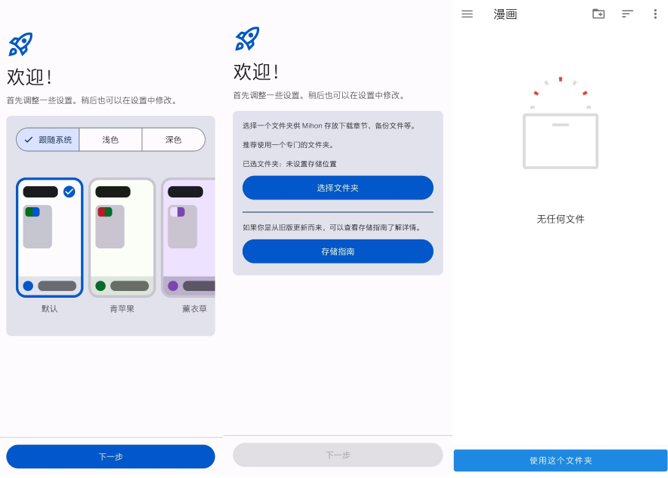 欢迎！
首先调整一些设置。稍后也可以在设置中修改。
跟随系统
浅色
深色
默认
青苹果
薰衣草
下一步
欢迎！
首先调整一些设置。稍后也可以在设置中修改。
选择一个文件夹供 Mihon 存放下载章节、备份文件等。
推荐使用一个专门的文件夹。
已选文件夹：未设置存储位置
选择文件夹
如果你是从旧版更新而来，可以查看存储指南了解详情。
存储指南
下一步
漫画
无任何文件
使用这个文件夹